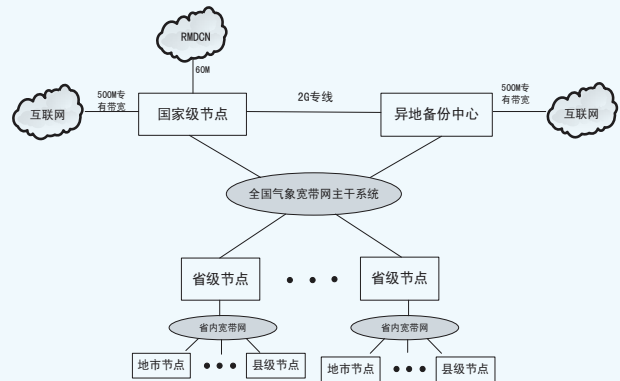 RMDCN
60M
500M专
有带宽
互联网
国家级节点
2G专线
异地备份中心
500M专
有带宽
互联网
全国气象宽带网主干系统
省级节点
省级节点
省内宽带网
省内宽带网
地市节点
县级节点
地市节点
县级节点